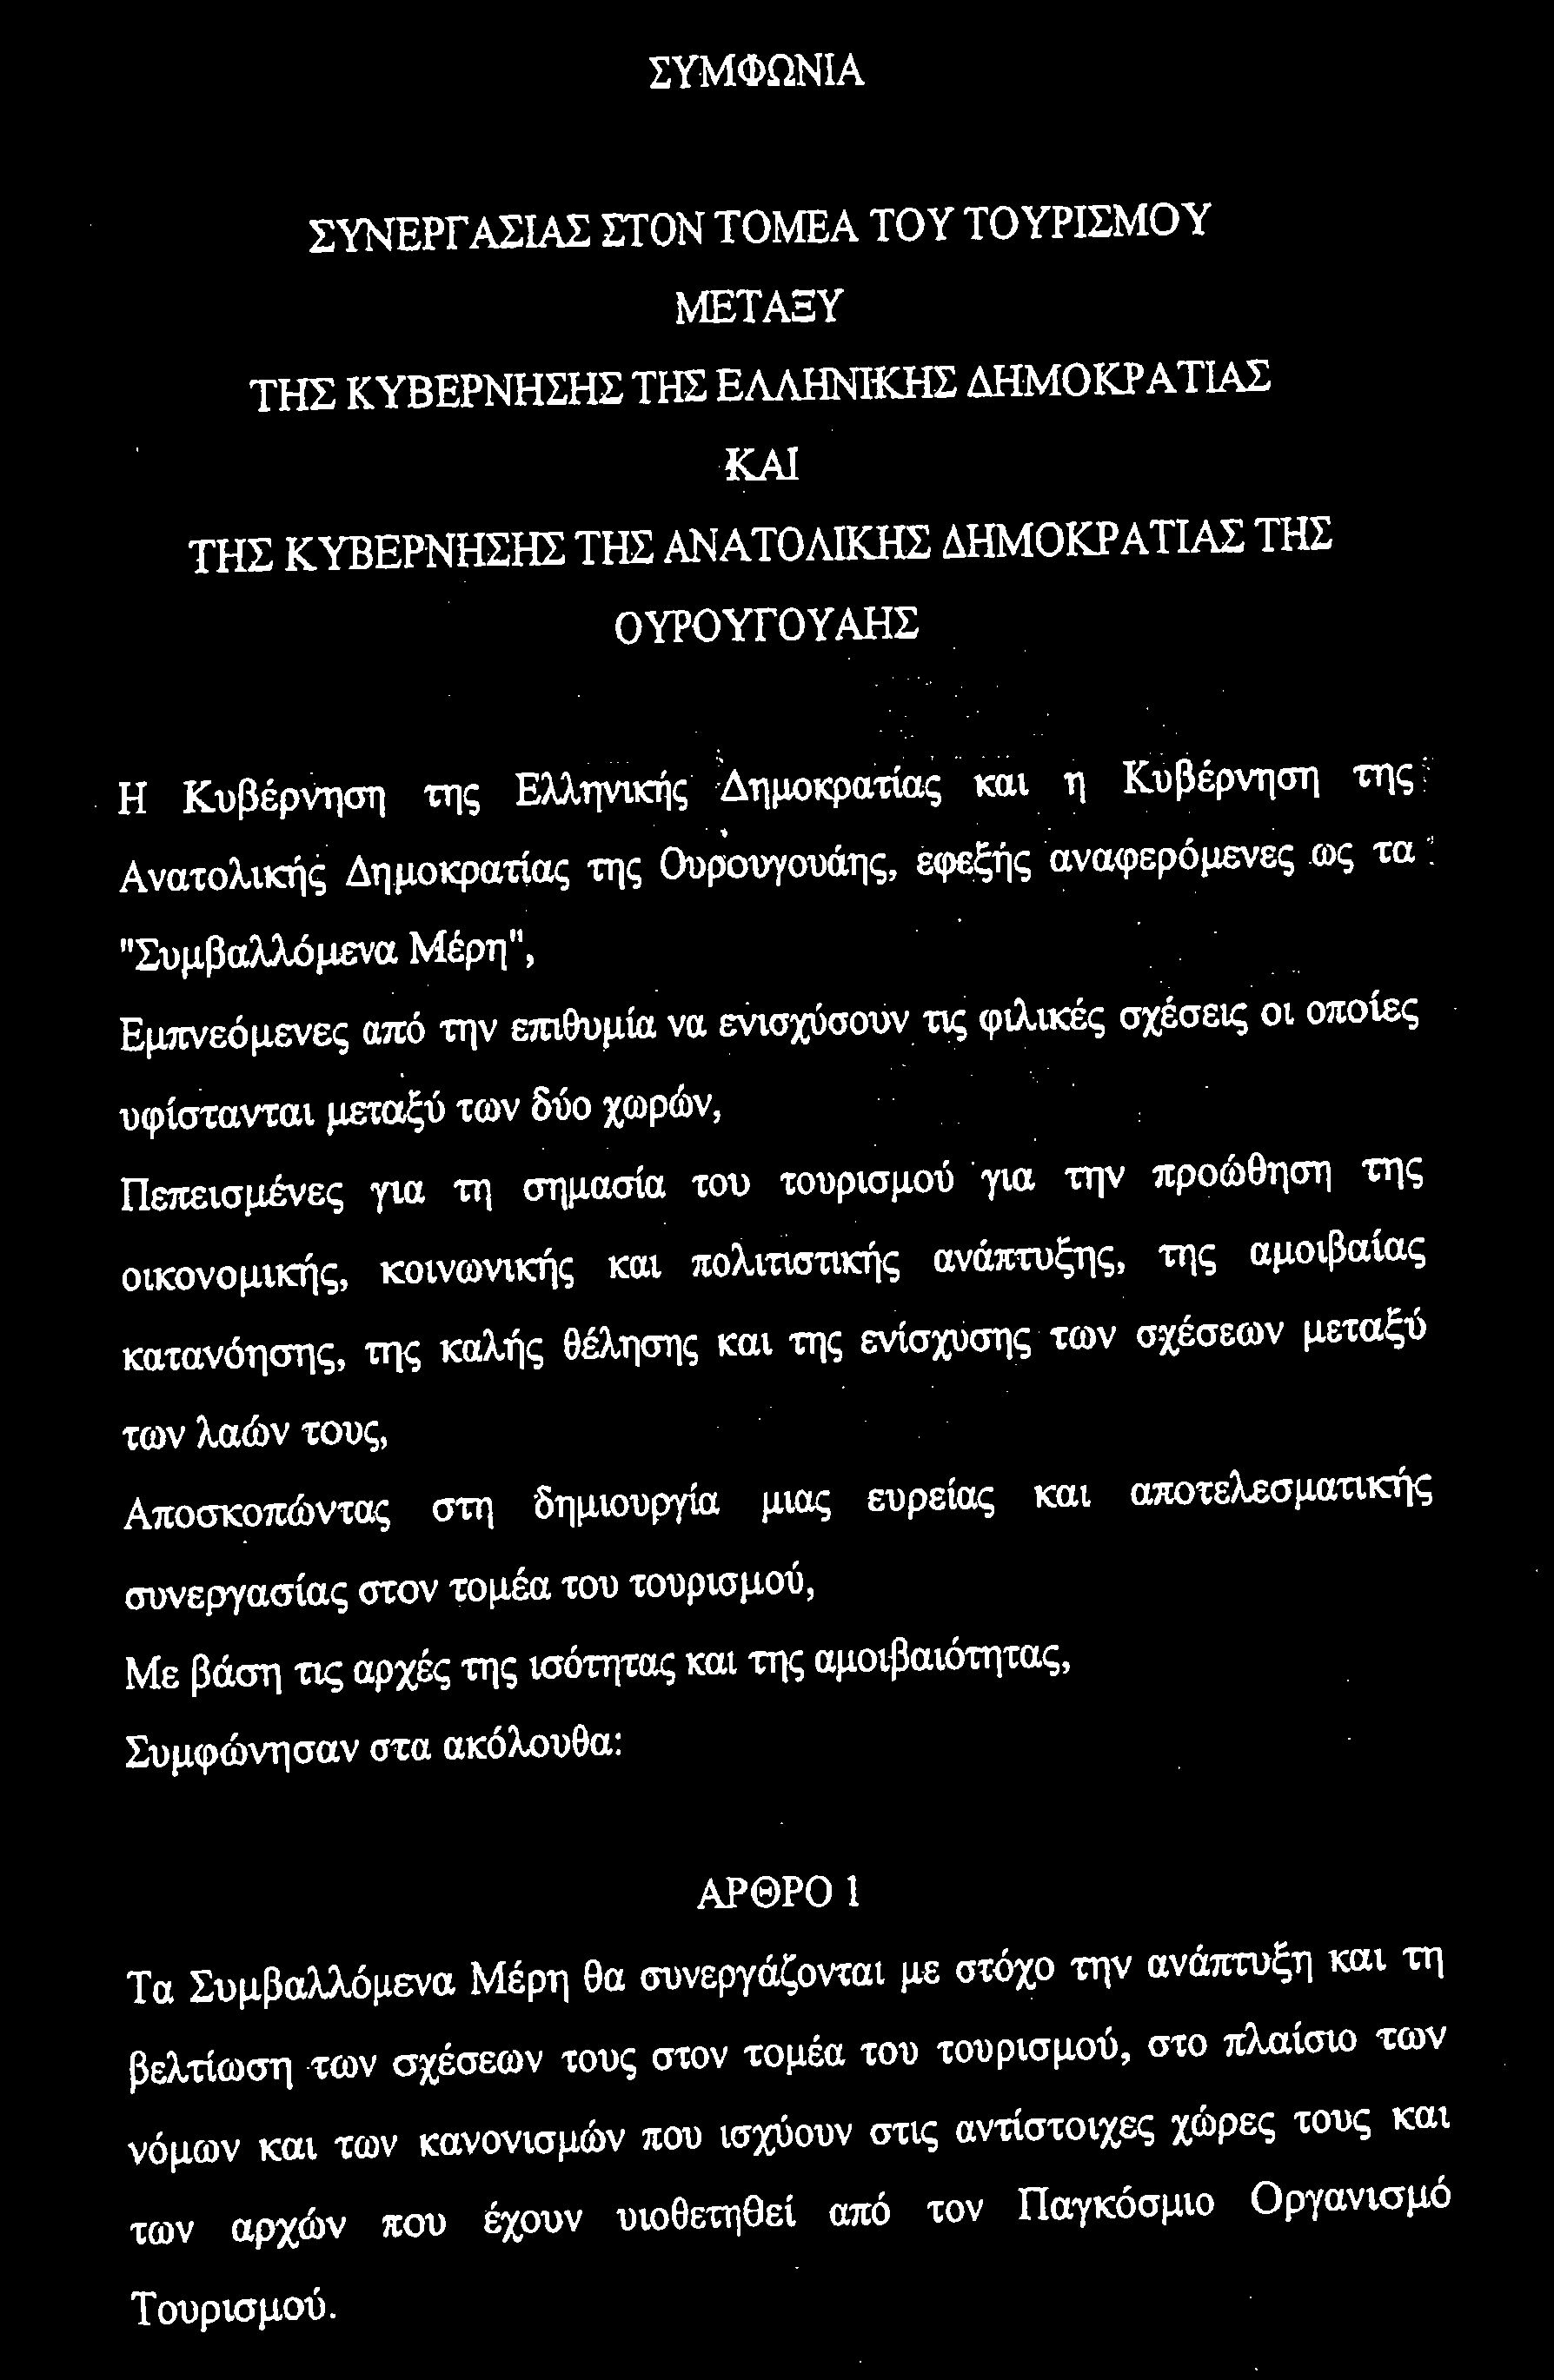 ΣΥΜΦΩΝΙΑ
ΣΥΝΕΡΓΑΣΙΑΣ ΣΤΟΝ ΤΟΜΕΑ ΤΟΥ ΤΟΥΡΙΣΜΟΥ
ΜΕΤΑΞΥ
ΤΗΣ ΚΥΒΕΡΝΗΣΗΣ ΤΗΣ ΕΛΛΗΝΙΚΗΣ ΔΗΜΟΚΡΑΤΙΑΣ
ΚΑΙ
ΤΗΣ ΚΥΒΕΡΝΗΣΗΣ ΤΗΣ ΑΝΑΤΟΛΙΚΗΣ ΔΗΜΟΚΡΑΤΙΑΣ ΤΗΣ
ΟΥΡΟΥΓΟΥΑΗΣ
Η Κυβέρνηση της Ελληνικής Δημοκρατίας και η Κυβέρνηση της
Ανατολικής Δημοκρατίας της Ουρουγουάης, εφεξής αναφερόμενες ως τα
"Συμβαλλόμενα Μέρη",
Εμπνεόμενες από την επιθυμία να ενισχύσουν τις φιλικές σχέσεις οι οποίες
υφίστανται μεταξύ των δύο χωρών,
Πεπεισμένες για τη σημασία του τουρισμού για την προώθηση της
οικονομικής, κοινωνικής και πολιτιστικής ανάπτυξης, της αμοιβαίας
κατανόησης, της καλής θέλησης και της ενίσχυσης των σχέσεων μεταξύ
των λαών τους,
Αποσκοπώντας στη δημιουργία μιας ευρείας και αποτελεσματικής
συνεργασίας στον τομέα του τουρισμού,
Με βάση τις αρχές της ισότητας και της αμοιβαιότητας,
Συμφώνησαν στα ακόλουθα:
ΑΡΘΡΟ 1
Τα Συμβαλλόμενα Μέρη θα συνεργάζονται με στόχο την ανάπτυξη και τη
βελτίωση των σχέσεων τους στον τομέα του τουρισμού, στο πλαίσιο των
νόμων και των κανονισμών που ισχύουν στις αντίστοιχες χώρες τους και
των αρχών που έχουν υιοθετηθεί από τον Παγκόσμιο Οργανισμό
Τουρισμού.